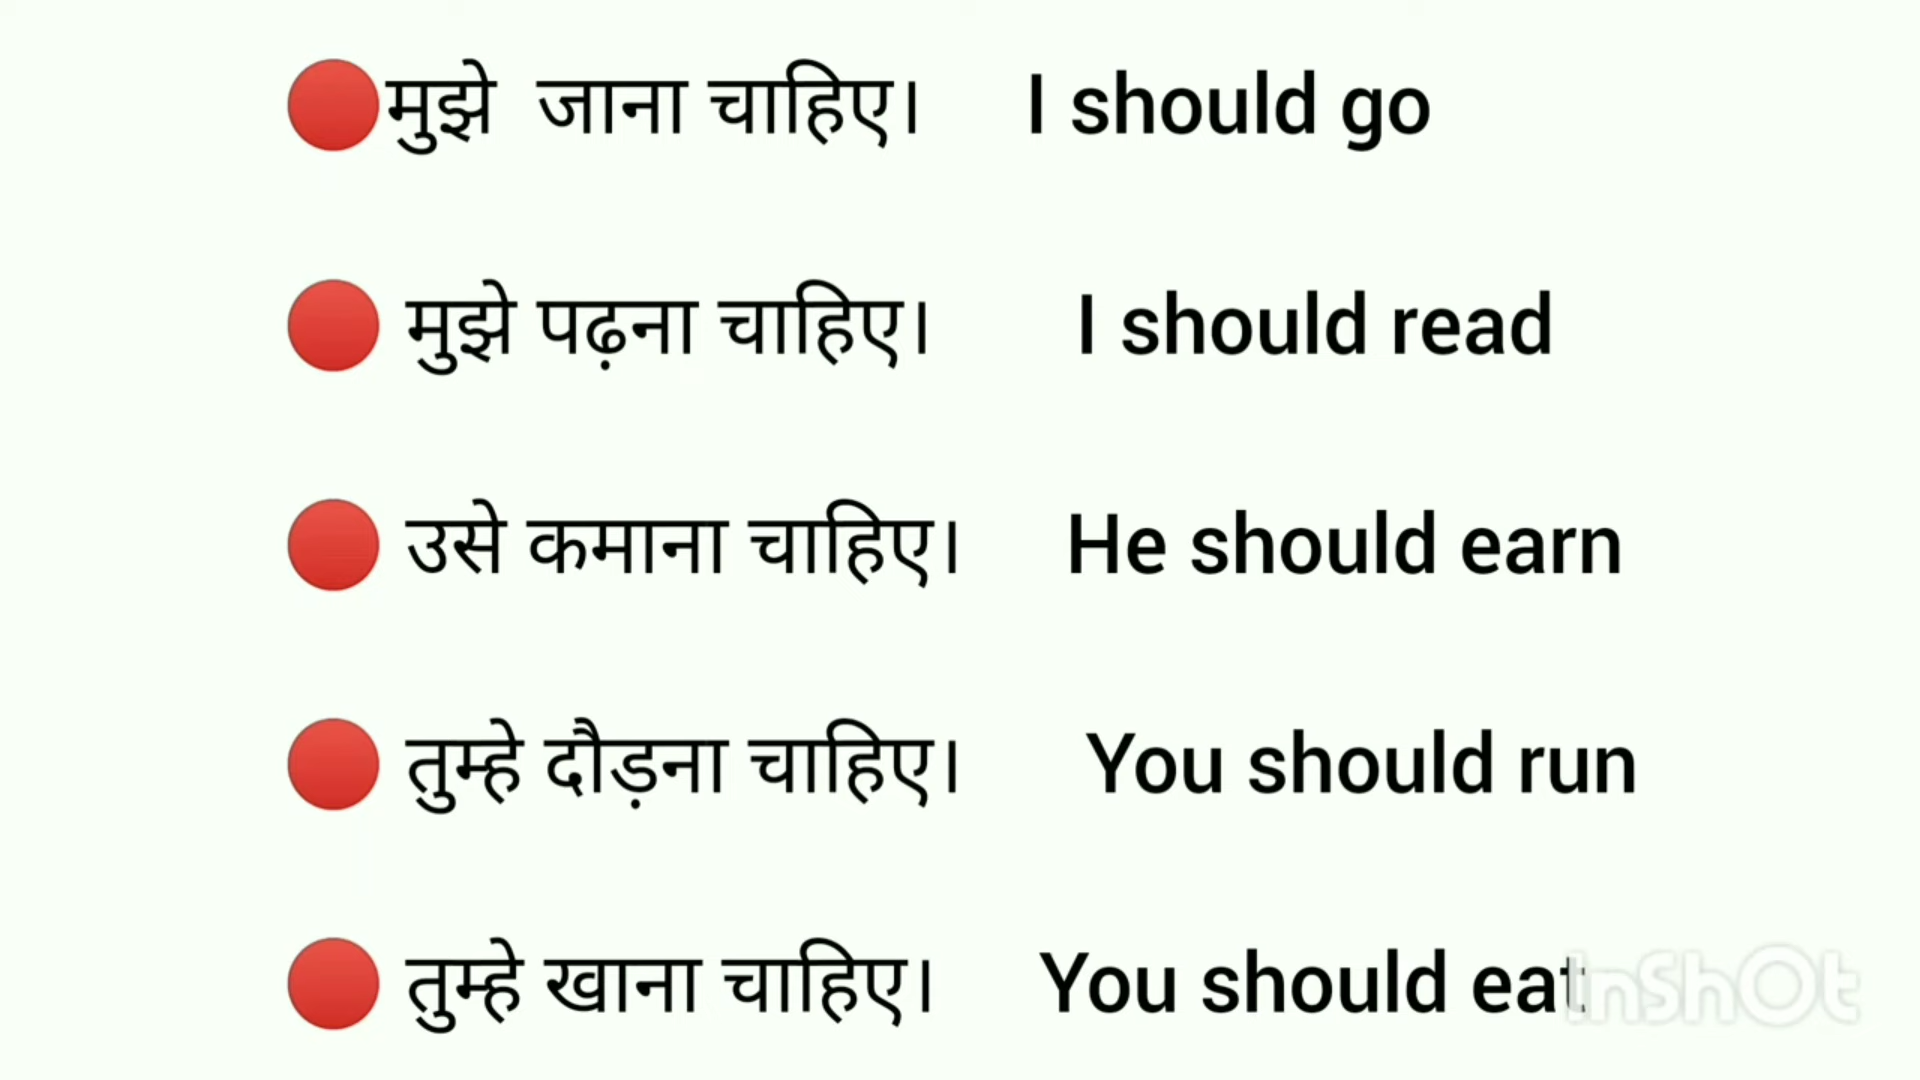 🔴मुझे  जाना चाहिए।    I should go
🔴 मुझे पढ़ना चाहिए।    I should read
🔴 उसे कमाना चाहिए।    He should earn
🔴 तुम्हे दौड़ना चाहिए।    You should run
🔴 तुम्हे खाना चाहिए।    You should eat
InShOt